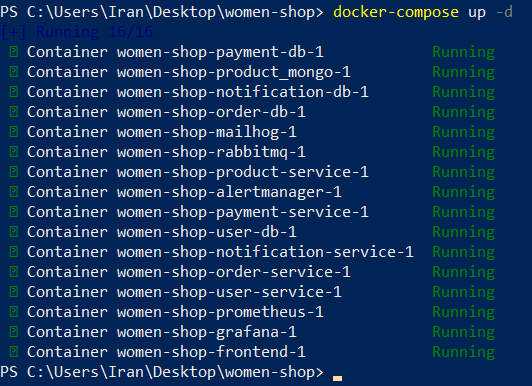 PS C:\Users\Iran\Desktop\women-shop> docker-compose up -d
[+] Running 16/16
Container women-shop-payment-db-1 Running
Container women-shop-product_mongo-1 Running
Container women-shop-notification-db-1 Running
Container women-shop-order-db-1 Running
Container women-shop-mailhog-1 Running
Container women-shop-rabbitmq-1 Running
Container women-shop-product-service-1 Running
Container women-shop-alertmanager-1 Running
Container women-shop-payment-service-1 Running
Container women-shop-user-db-1 Running
Container women-shop-notification-service-1 Running
Container women-shop-order-service-1 Running
Container women-shop-user-service-1 Running
Container women-shop-prometheus-1 Running
Container women-shop-grafana-1 Running
Container women-shop-frontend-1 Running
PS C:\Users\Iran\Desktop\women-shop>